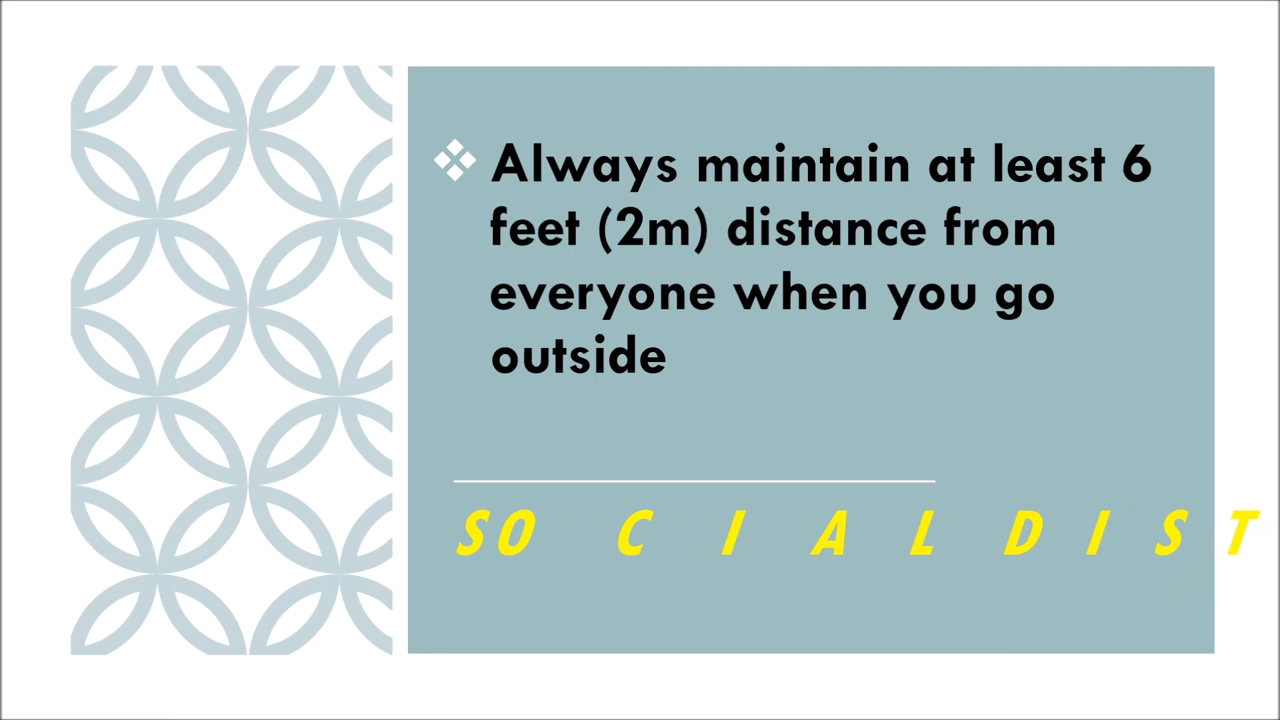 Always maintain at least 6
feet (2m) distance from
everyone when you go
outside
SO C I A L D I S T